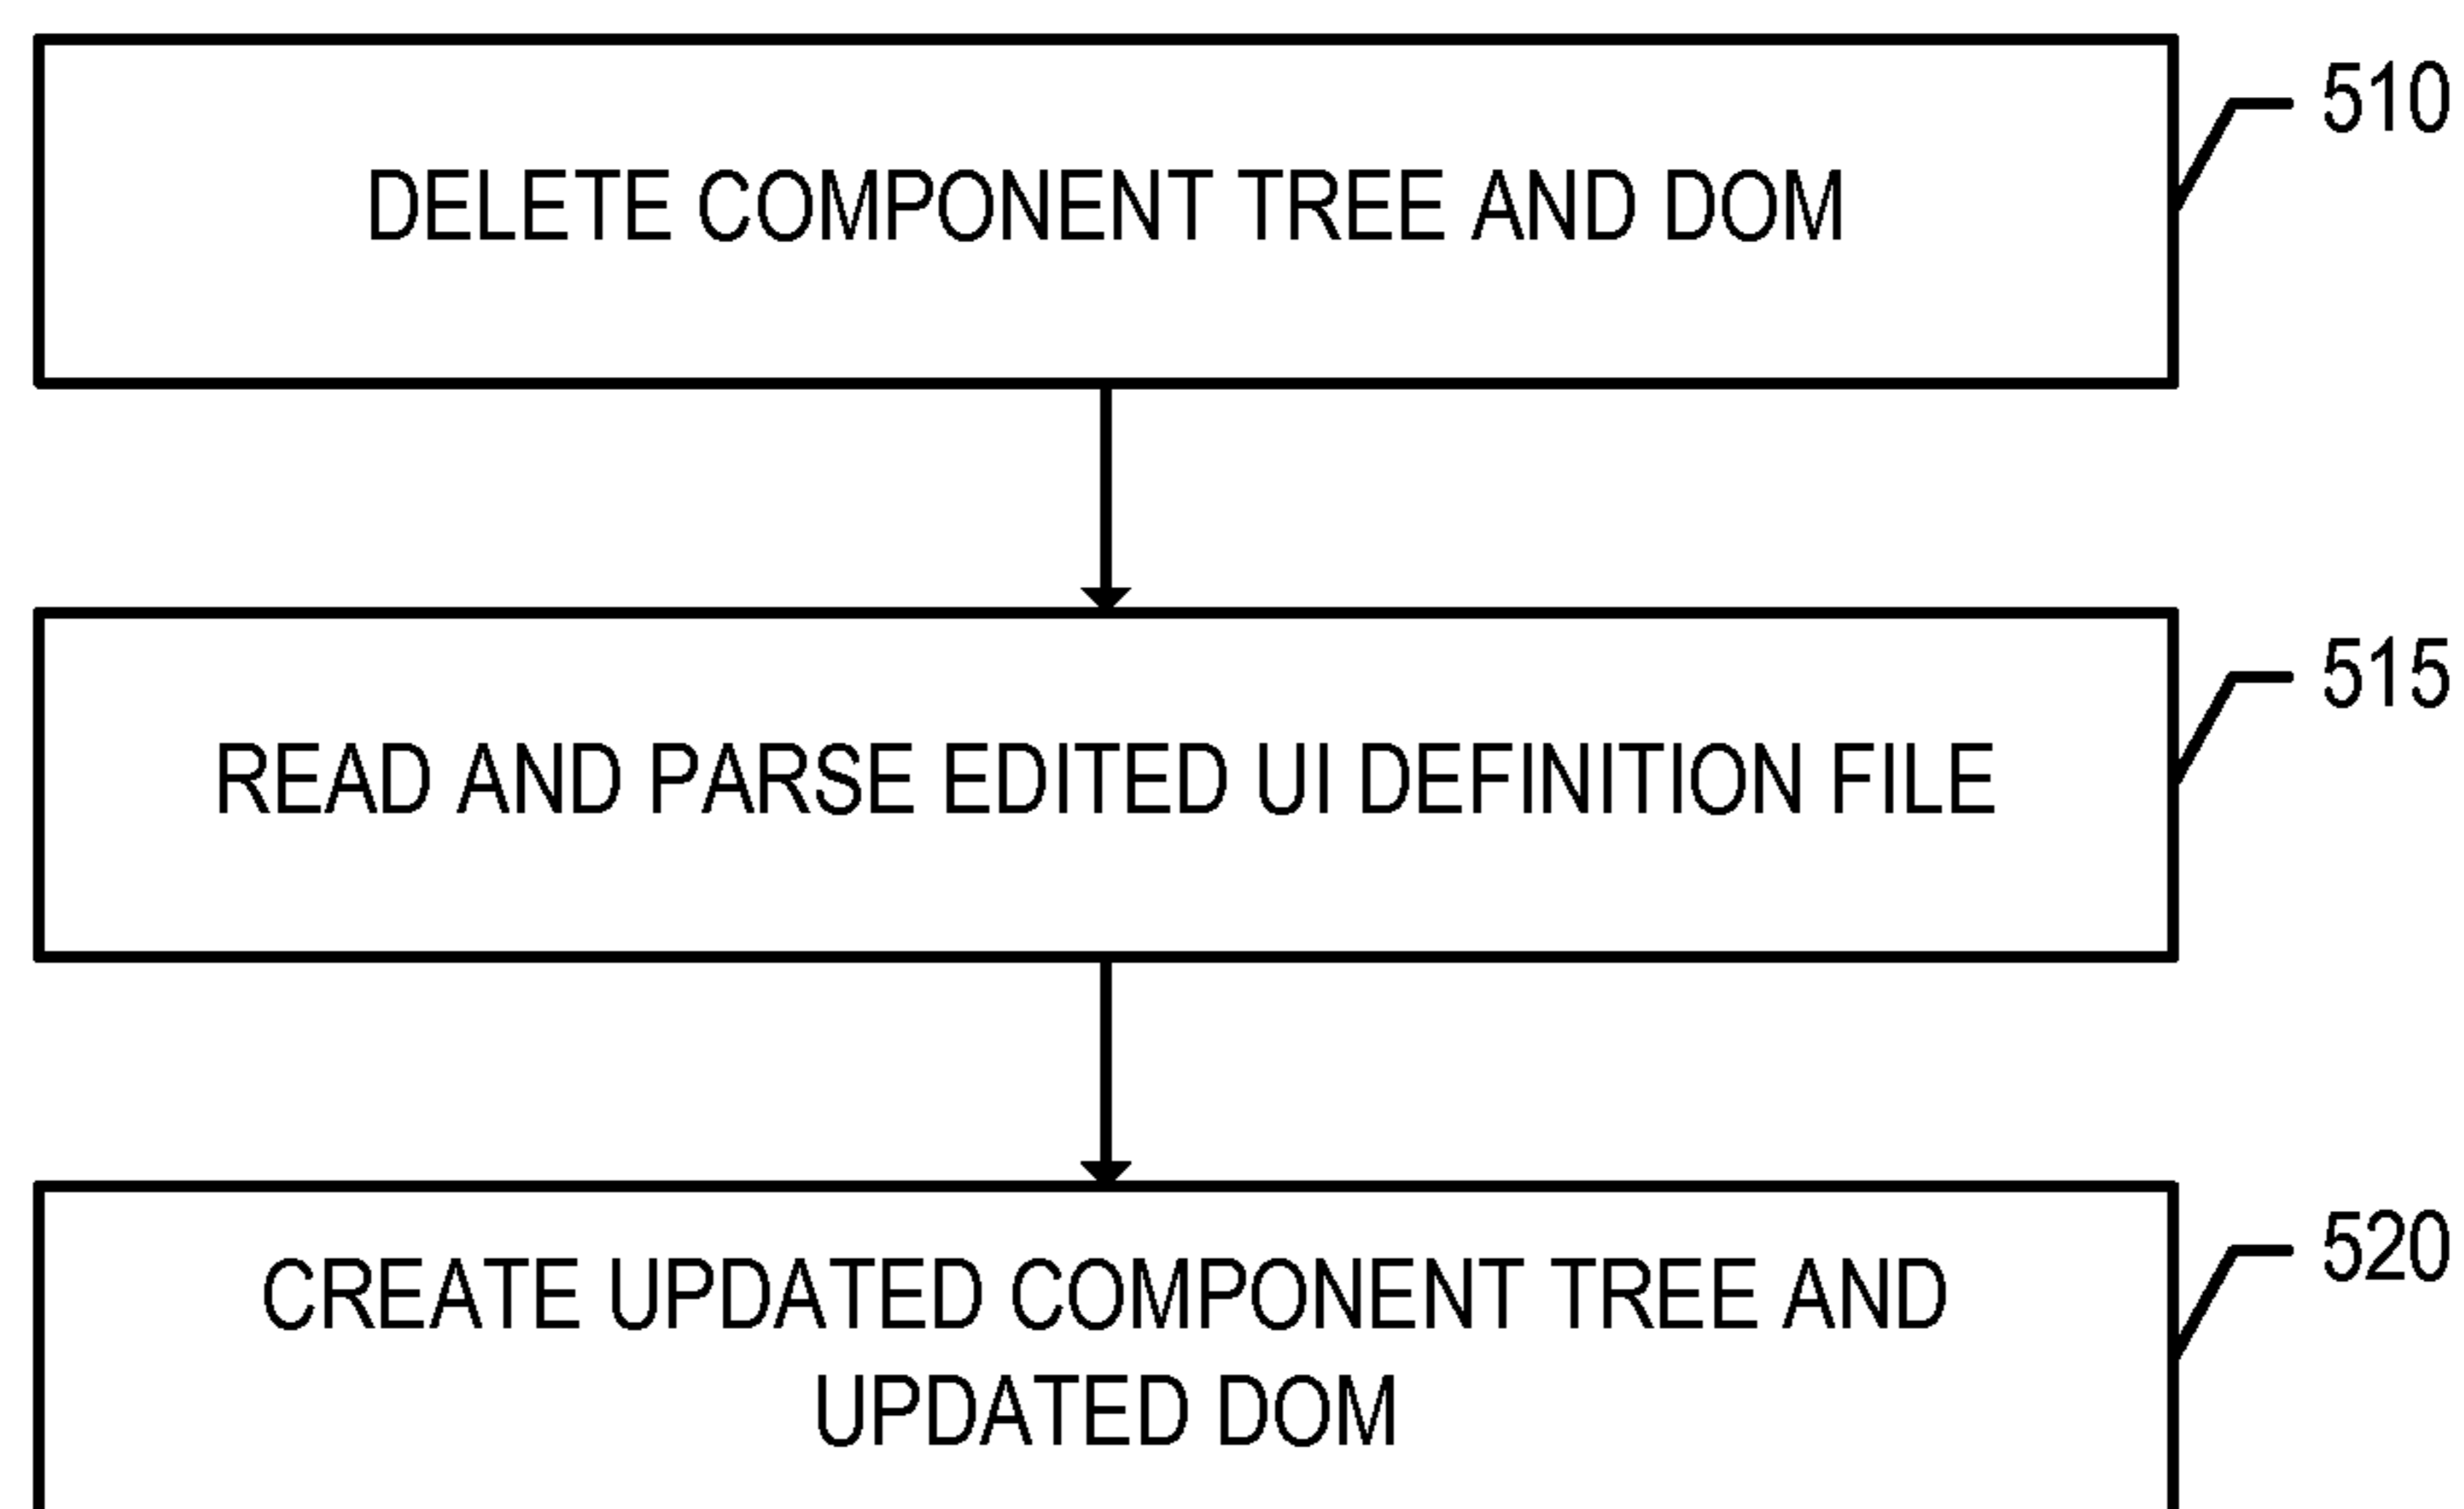 510
DELETE COMPONENT TREE AND DOM
515
READ AND PARSE EDITED UI DEFINITION FILE
520
CREATE UPDATED COMPONENT TREE AND
UPDATED DOM